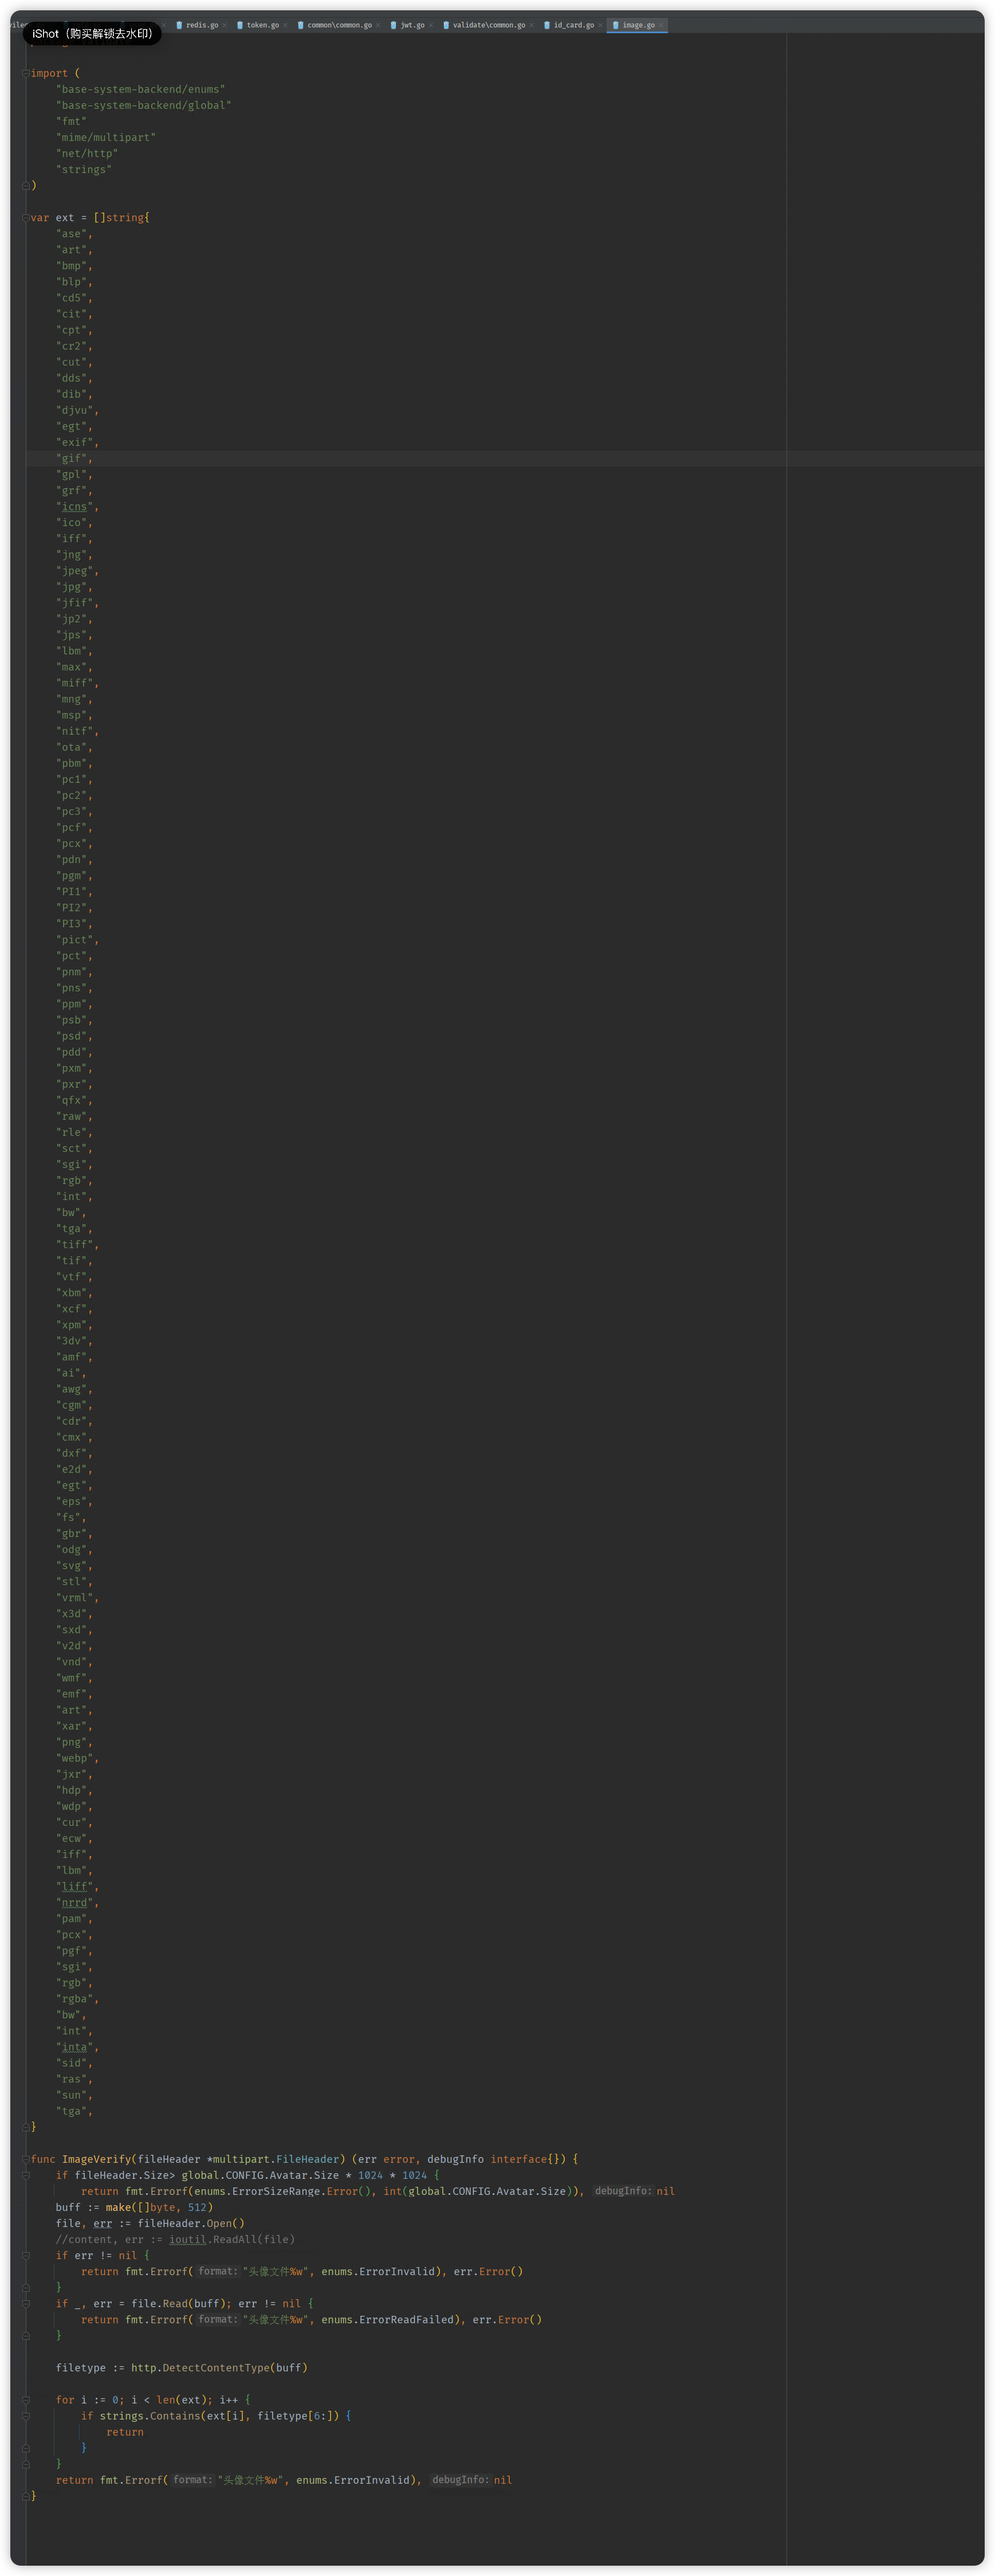 redis.go
token.go
common\common.go
jwt.go
validate\common.go
id_card.go
image.go
iShot（购买解锁去水印）
import (
"base-system-backend/enums"
"base-system-backend/global"
"fmt"
"mime/multipart"
"net/http"
"strings"
)
var ext = []string{
"ase",
"art",
"bmp",
"blp",
"cd5",
"cit",
"cpt",
"cr2",
"cut",
"dds",
"dib",
"djvu",
"egt",
"exif",
"gif",
"gpl",
"grf",
"icns",
"ico",
"iff",
"jng",
"jpeg",
"jpg",
"jfif",
"jp2",
"jps",
"lbm",
"max",
"miff",
"mng",
"msp",
"nitf",
"ota",
"pbm",
"pc1",
"pc2",
"pc3",
"pcf",
"pcx",
"pdn",
"pgm",
"PI1",
"PI2",
"PI3",
"pict",
"pct",
"pnm",
"pns",
"ppm",
"psb",
"psd",
"pdd",
"pxm",
"pxr",
"qfx",
"raw",
"rle",
"sct",
"sgi",
"rgb",
"int",
"bw",
"tga",
"tiff",
"tif",
"vtf",
"xbm",
"xcf",
"xpm",
"3dv",
"amf",
"ai",
"awg",
"cgm",
"cdr",
"cmx",
"dxf",
"e2d",
"egt",
"eps",
"fs",
"gbr",
"odg",
"svg",
"stl",
"vrml",
"x3d",
"sxd",
"v2d",
"vnd",
"wmf",
"emf",
"art",
"xar",
"png",
"webp",
"jxr",
"hdp",
"wdp",
"cur",
"ecw",
"iff",
"lbm",
"liff",
"nrrd",
"pam",
"pcx",
"pgf",
"sgi",
"rgb",
"rgba",
"bw",
"int",
"inta",
"sid",
"ras",
"sun",
"tga",
}
func ImageVerify(fileHeader *multipart.FileHeader) (err error, debugInfo interface{}) {
if fileHeader.Size> global.CONFIG.Avatar.Size * 1024 * 1024 {
return fmt.Errorf(enums.ErrorSizeRange.Error(), int(global.CONFIG.Avatar.Size)), debugInfo: nil
buff := make([]byte, 512)
file, err := fileHeader.Open()
//content, err := ioutil.ReadAll(file)
if err != nil {
return fmt.Errorf( format: "头像文件%w", enums.ErrorInvalid), err.Error()
}
if _, err = file.Read(buff); err != nil {
return fmt.Errorf( format: "头像文件%w", enums.ErrorReadFailed), err.Error()
}
filetype := http.DetectContentType(buff)
for i := 0; i < len(ext); i++ {
if strings.Contains(ext[i], filetype[6:]) {
return
}
}
return fmt.Errorf( format: "头像文件%w", enums.ErrorInvalid), debugInfo: nil
}